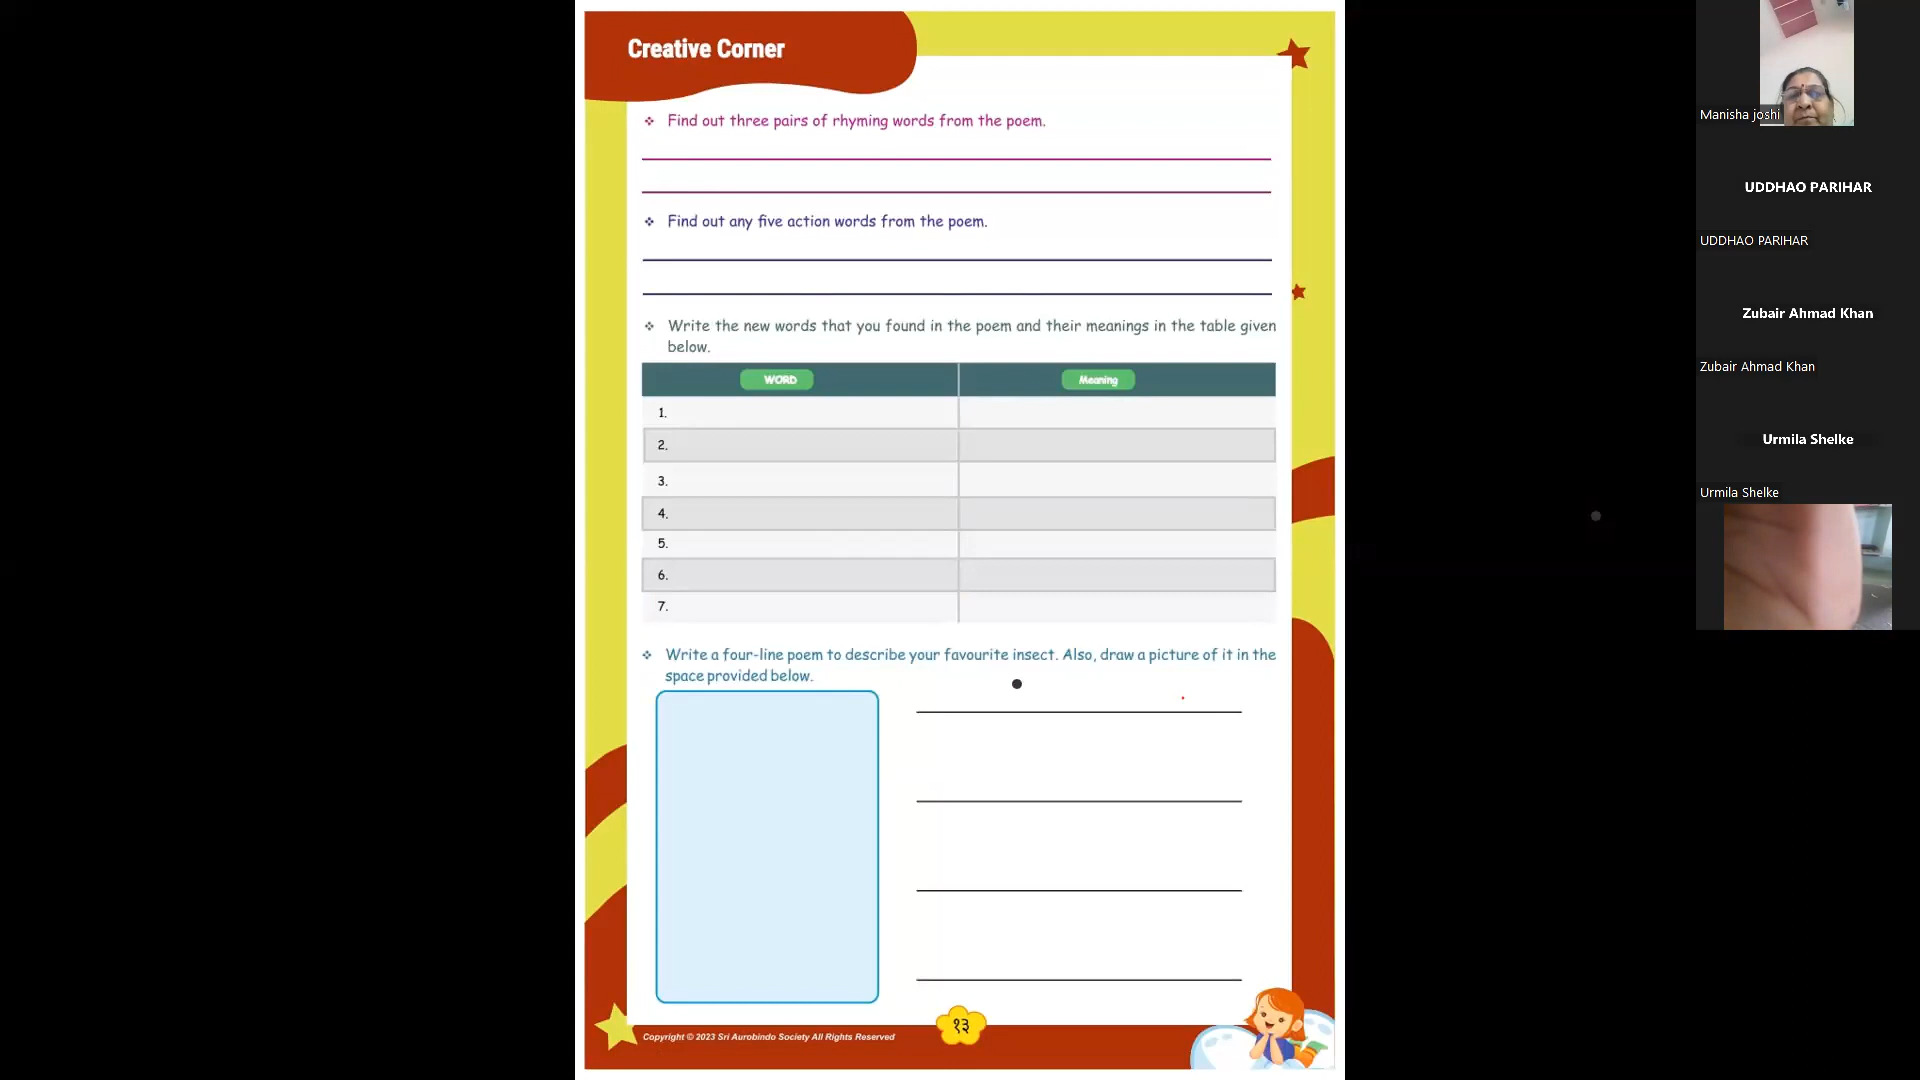 Creative Corner
Find out three pairs of rhyming words from the poem.
Find out any five action words from the poem.
Write the new words that you found in the poem and their meanings in the table given
below.
WORD Meaning
1.
2.
3.
4.
5.
6.
7.
Write a four-line poem to describe your favourite insect. Also, draw a picture of it in the
space provided below.
Copyright © 2023 Sri Aurobindo Society All Rights Reserved
१३
Manisha joshi
UDDHAO PARIHAR
UDDHAO PARIHAR
Zubair Ahmad Khan
Zubair Ahmad Khan
Urmila Shelke
Urmila Shelke